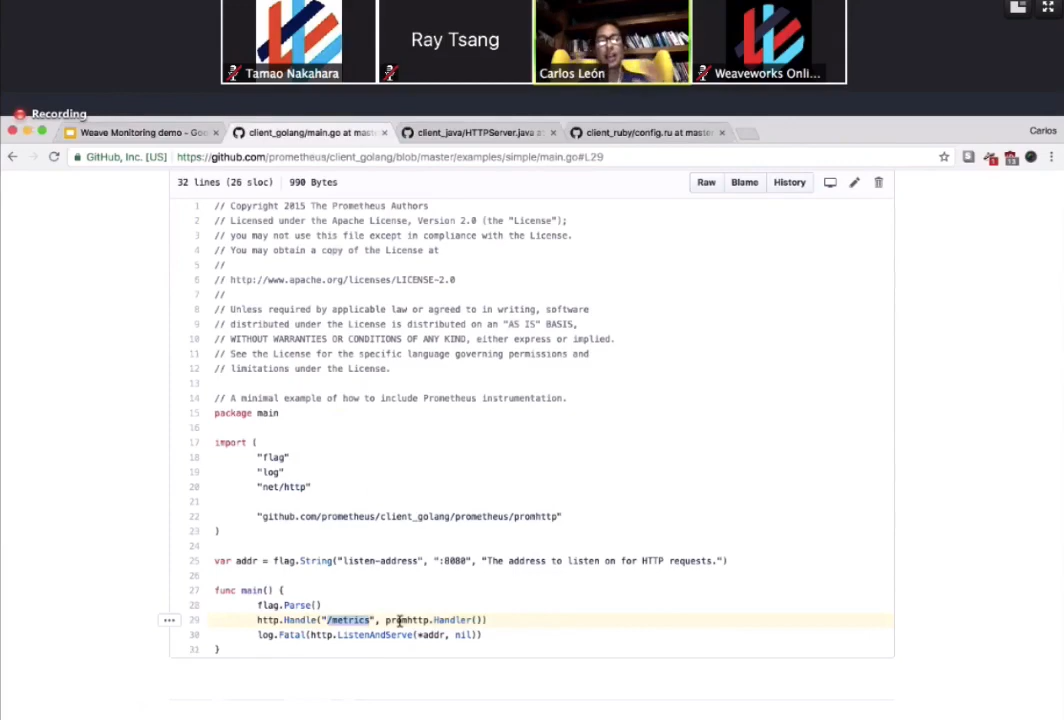 Tamao Nakahara
Ray Tsang
Carlos León
Weaveworks Onli...
Recording
Weave Monitoring demo - Goo
client_golang/main.go at mast
client_java/HTTPServer.java at
client_ruby/config.ru at master
Carlos
GitHub, Inc. [US]
https://github.com/prometheus/client_golang/blob/master/examples/simple/main.go#L29
32 lines (26 sloc)
990 Bytes
Raw
Blame
History
1 // Copyright 2015 The Prometheus Authors
2 // Licensed under the Apache License, Version 2.0 (the "License");
3 // you may not use this file except in compliance with the License.
4 // You may obtain a copy of the License at
5 //
6 // http://www.apache.org/licenses/LICENSE-2.0
7 //
8 // Unless required by applicable law or agreed to in writing, software
9 // distributed under the License is distributed on an "AS IS" BASIS,
10 // WITHOUT WARRANTIES OR CONDITIONS OF ANY KIND, either express or implied.
11 // See the License for the specific language governing permissions and
12 // limitations under the License.
13
14 // A minimal example of how to include Prometheus instrumentation.
15 package main
16
17 import (
18 "flag"
19 "log"
20 "net/http"
21
22 "github.com/prometheus/client_golang/prometheus/promhttp"
23 )
24
25 var addr = flag.String("listen-address", ":8080", "The address to listen on for HTTP requests.")
26
27 func main() {
28 flag.Parse()
29 http.Handle("/metrics", promhttp.Handler())
30 log.Fatal(http.ListenAndServe(*addr, nil))
31 }